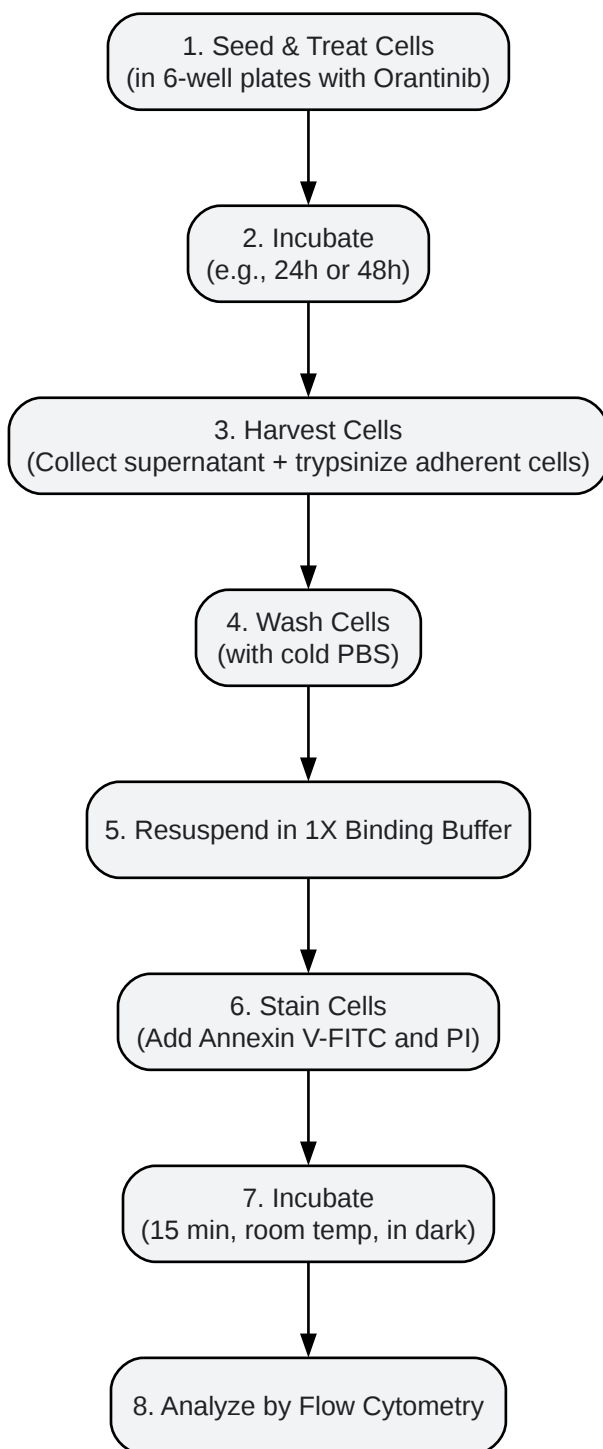 1. Seed & Treat Cells
(in 6-well plates with Orantinib)
2. Incubate
(e.g., 24h or 48h)
3. Harvest Cells
(Collect supernatant + trypsinize adherent cells)
4. Wash Cells
(with cold PBS)
5. Resuspend in 1X Binding Buffer
6. Stain Cells
(Add Annexin V-FITC and PI)
7. Incubate
(15 min, room temp, in dark)
8. Analyze by Flow Cytometry